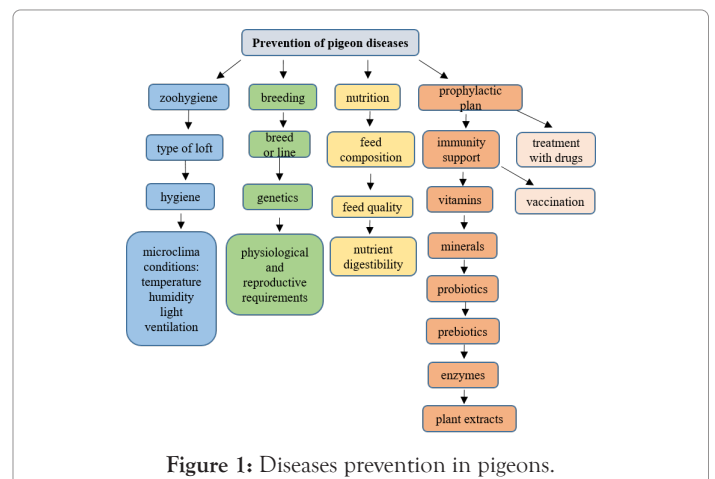 Prevention of pigeon diseases
zoohygiene
type of loft
hygiene
microclima
conditions:
temperature
humidity
light
ventilation
breeding
breed
or line
genetics
physiological
and
reproductive
requirements
nutrition
feed
composition
feed quality
nutrient
digestibility
prophylactic
plan
immunity
support
vitamins
minerals
probiotics
prebiotics
enzymes
plant extracts
treatment
with drugs
vaccination
Figure 1: Diseases prevention in pigeons.